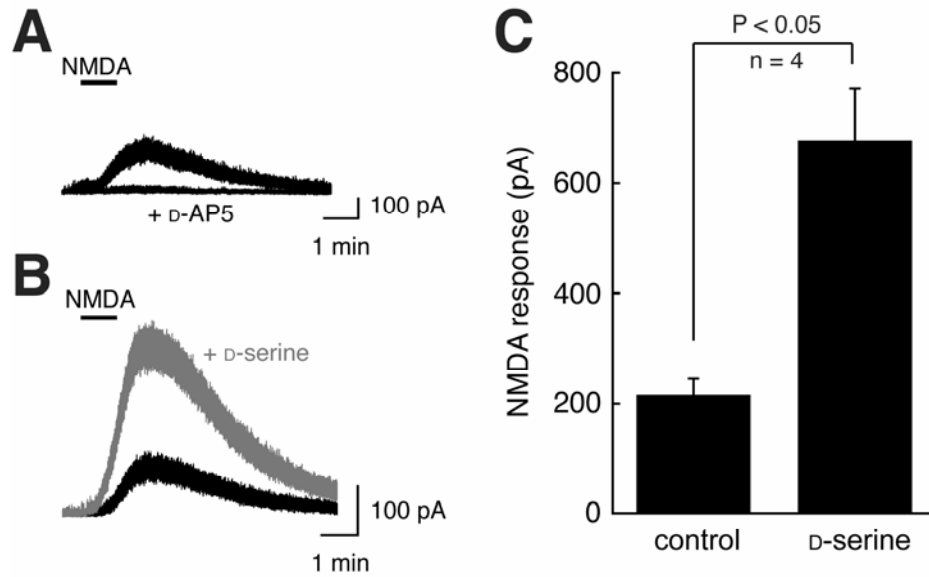 A
NMDA
+ D-AP5
100 pA
1 min
B
NMDA
+ D-serine
100 pA
1 min
C
P < 0.05
n = 4
NMDA response (pA)
800
600
400
200
0
control
D-serine